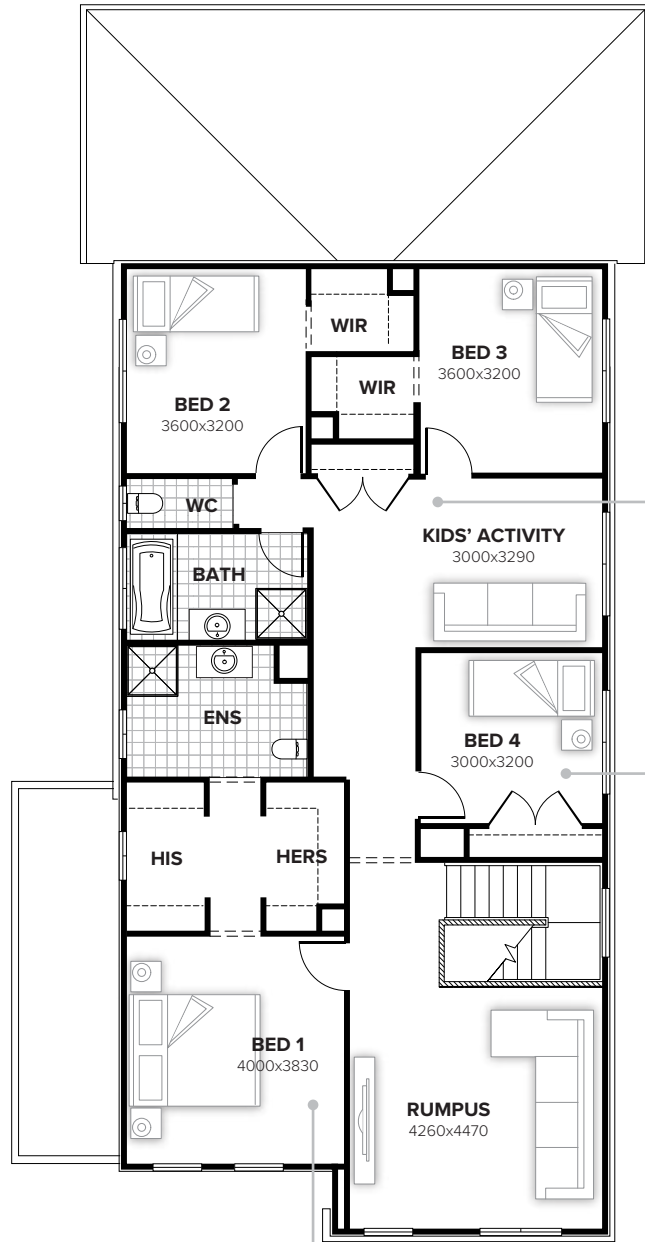 WIR
BED 3
3600x3200
WIR
BED 2
3600x3200
WC
KIDS’ ACTIVITY
3000x3290
BATH
ENS
BED 4
3000x3200
HIS
HERS
BED 1
4000x3830
RUMPUS
4260x4470